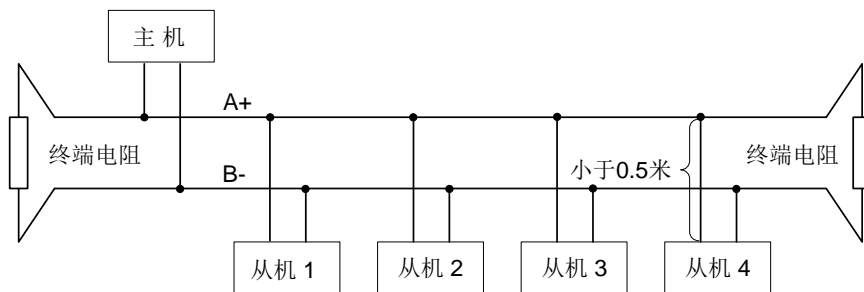 主 机
A+
终端电阻
B-
小于0.5米
终端电阻
从机 1
从机 2
从机 3
从机 4